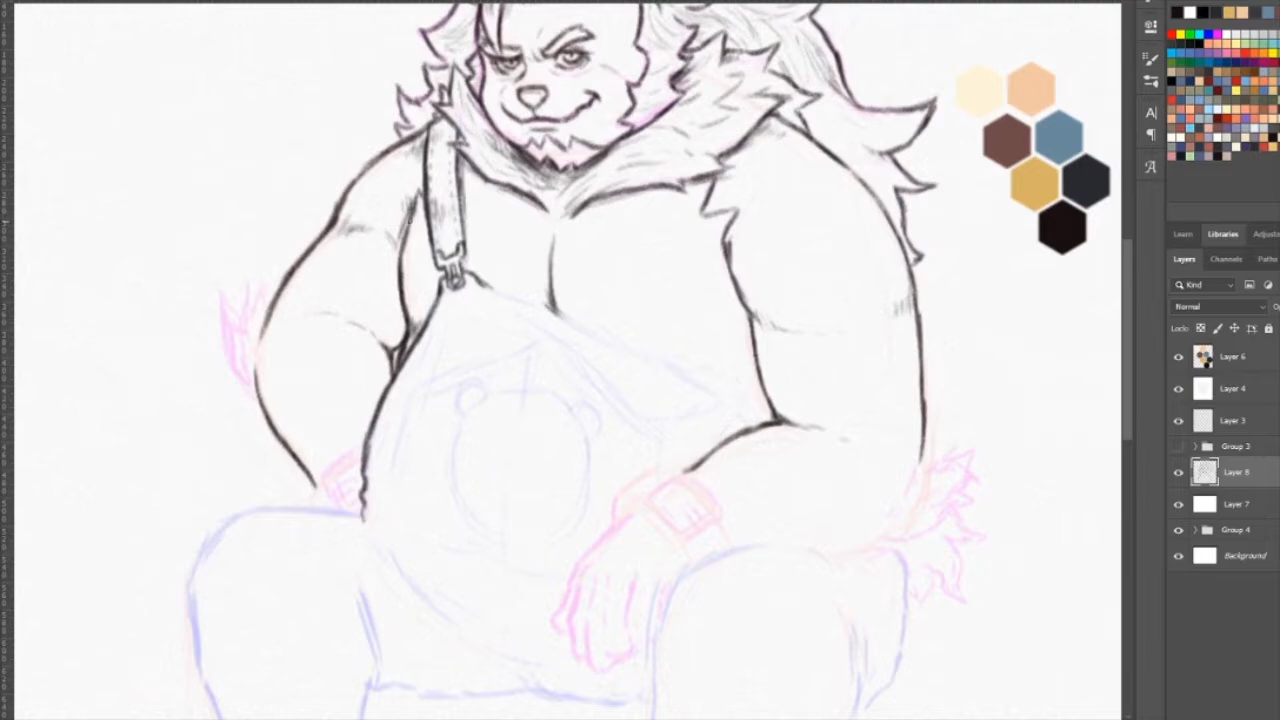 A|
¶
A
Learn
Libraries
Adjustr
Layers
Channels
Paths
Kind
Normal
Lock:
Layer 6
Layer 4
Layer 3
Group 3
Layer 8
Layer 7
Group 4
Background